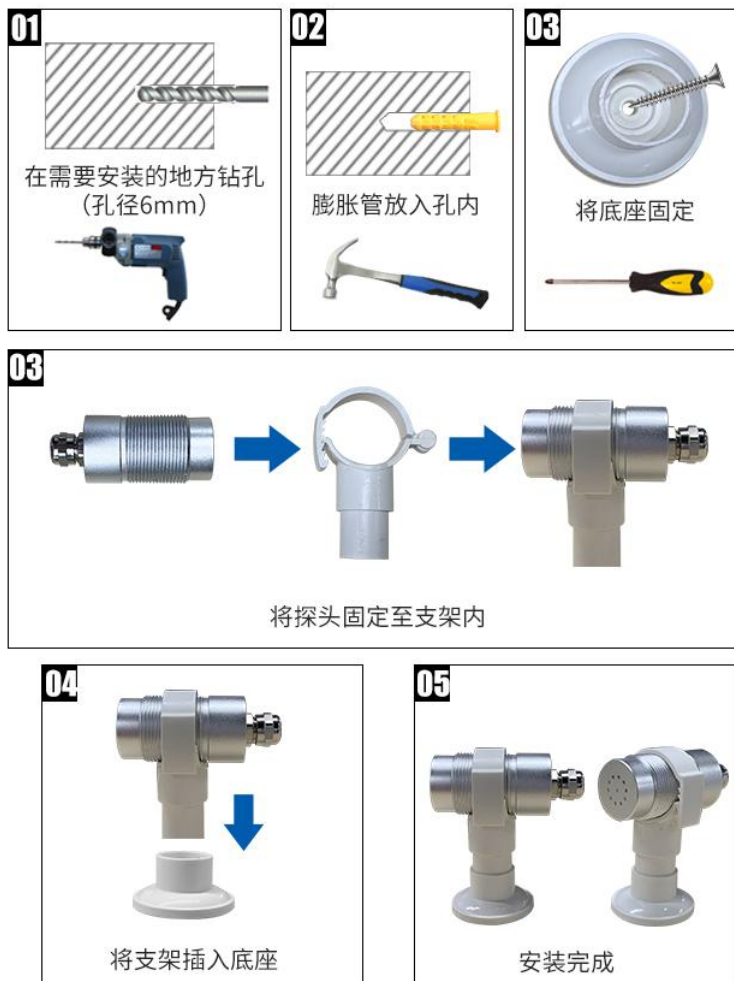 01
在需要安装的地方钻孔
（孔径6mm）
02
膨胀管放入孔内
03
将底座固定
03
将探头固定至支架内
04
将支架插入底座
05
安装完成